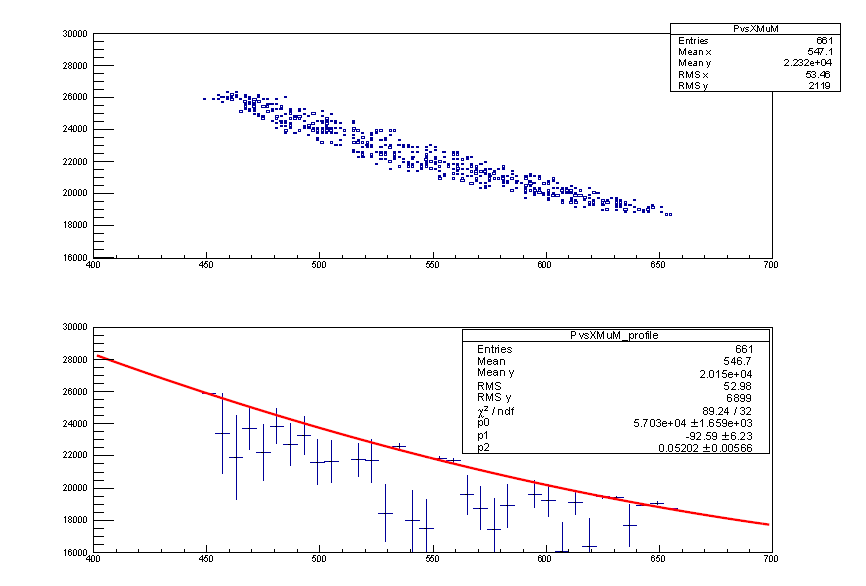 PvsXMuM
Entries 661
Mean x 547.1
Mean y 2.232e+04
RMS x 53.46
RMS y 2119
30000
28000
26000
24000
22000
20000
18000
16000
400 450 500 550 600 650 700
PvsXMuM_profile
Entries 661
Mean 546.7
Mean y 2.015e+04
RMS 52.98
RMS y 6899
χ² / ndf 89.24 / 32
p0 5.703e+04 ±1.659e+03
p1 -92.59 ±6.23
p2 0.05202 ±0.00566
30000
28000
26000
24000
22000
20000
18000
16000
400 450 500 550 600 650 700